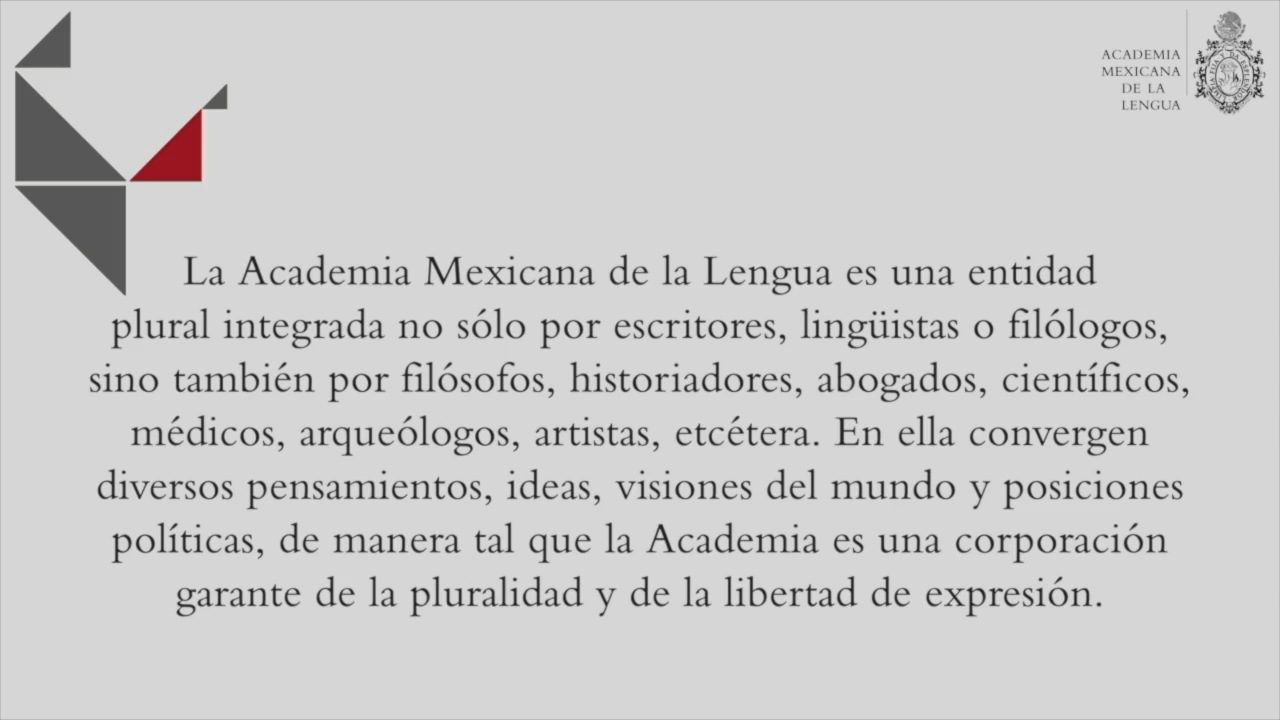 ACADEMIA
MEXICANA
DE LA
LENGUA
La Academia Mexicana de la Lengua es una entidad
plural integrada no sólo por escritores, lingüistas o filólogos,
sino también por filósofos, historiadores, abogados, científicos,
médicos, arqueólogos, artistas, etcétera. En ella convergen
diversos pensamientos, ideas, visiones del mundo y posiciones
políticas, de manera tal que la Academia es una corporación
garante de la pluralidad y de la libertad de expresión.